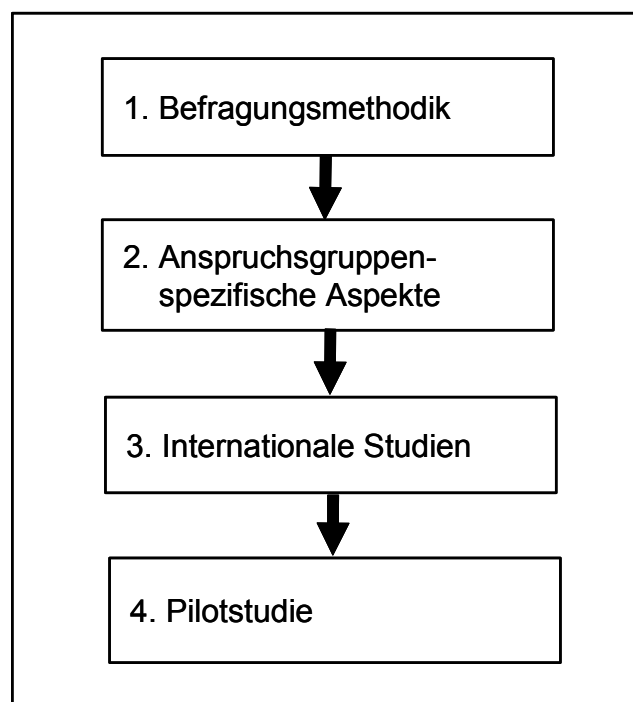 1. Befragungsmethodik
2. Anspruchsgruppen-
spezifische Aspekte
3. Internationale Studien
4. Pilotstudie